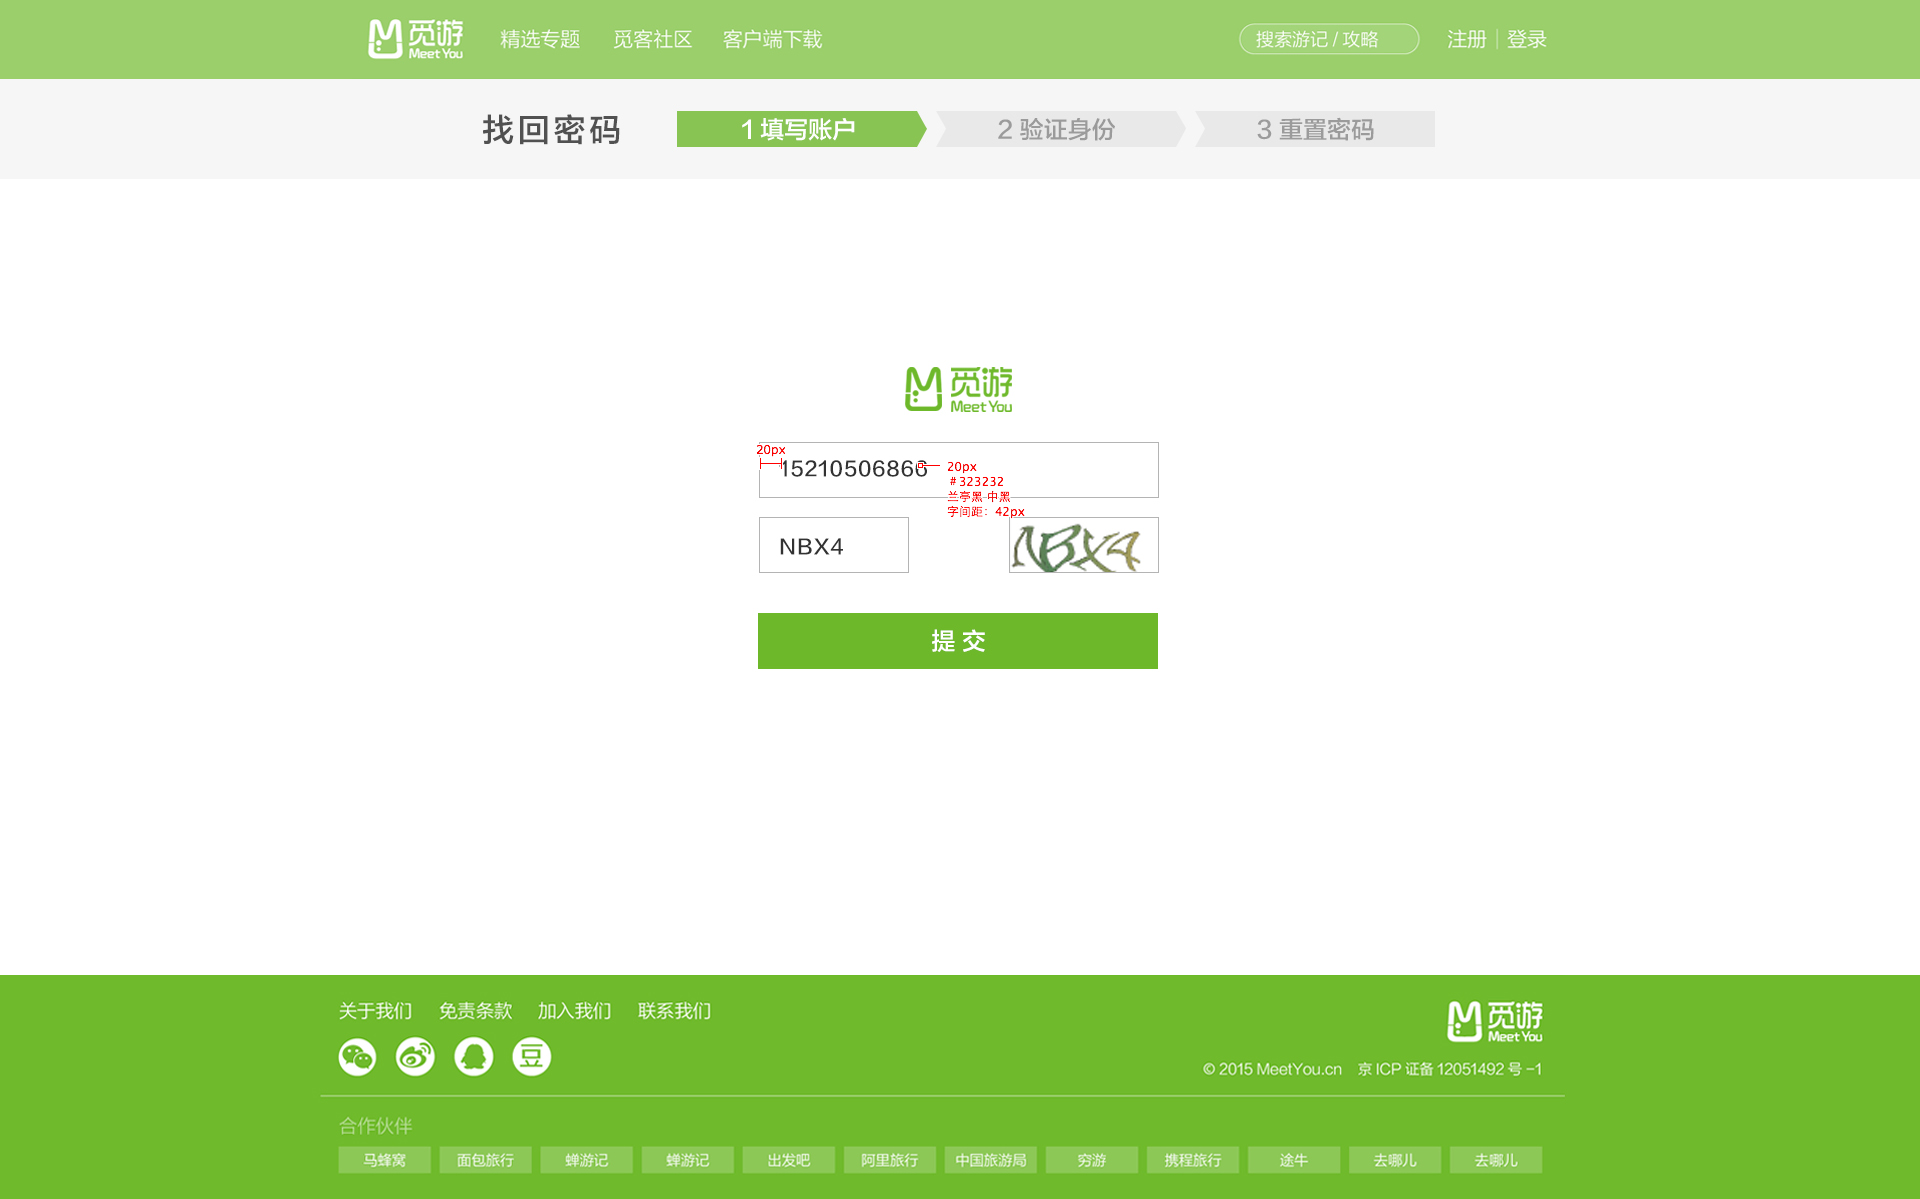 觅游
Meet You
精选专题 觅客社区 客户端下载
搜索游记 / 攻略
注册 | 登录
找回密码
1 填写账户
2 验证身份
3 重置密码
觅游
Meet You
20px
15210506866
20px
#323232
兰亭黑-中黑
字间距：42px
NBX4
NBX4
提 交
关于我们 免责条款 加入我们 联系我们
豆
觅游
Meet You
© 2015 MeetYou.cn 京 ICP 证备 12051492 号 -1
合作伙伴
马蜂窝 面包旅行 蝉游记 蝉游记 出发吧 阿里旅行 中国旅游局 穷游 携程旅行 途牛 去哪儿 去哪儿